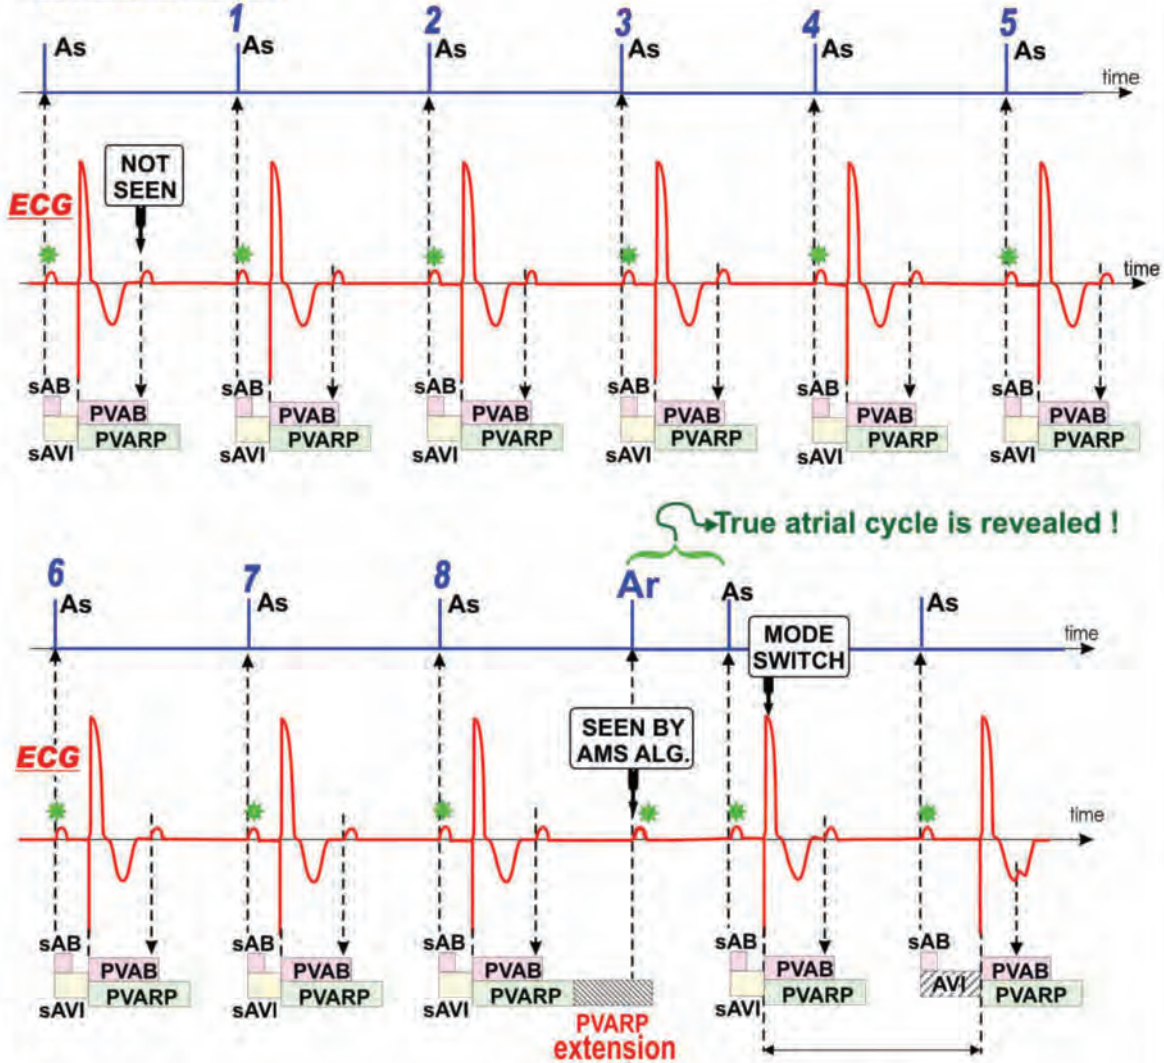 1 2 3 4 5
As As As As As As
time
NOT
SEEN
ECG
time
sAB sAB sAB sAB sAB sAB
PVAB PVAB PVAB PVAB PVAB PVAB
PVARP PVARP PVARP PVARP PVARP PVARP
sAVI sAVI sAVI sAVI sAVI sAVI
True atrial cycle is revealed !
6 7 8 Ar
As As As As As
time
MODE
SWITCH
SEEN BY
AMS ALG.
ECG
time
sAB sAB sAB sAB sAB
PVAB PVAB PVAB PVAB PVAB
PVARP PVARP PVARP PVARP AVI PVARP
sAVI sAVI sAVI sAVI
PVARP
extension